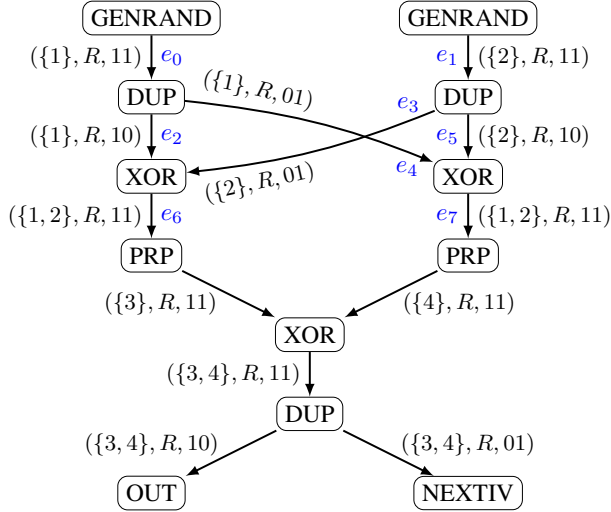 GENRAND GENRAND
({1}, R, 11) e₀ e₁ ({2}, R, 11)
({1}, R, 01)
DUP e₃ DUP
({1}, R, 10) e₂ e₅ ({2}, R, 10)
XOR ({2}, R, 01) e₄ XOR
({1, 2}, R, 11) e₆ e₇ ({1, 2}, R, 11)
PRP PRP
({3}, R, 11) ({4}, R, 11)
XOR
({3, 4}, R, 11)
DUP
({3, 4}, R, 10) ({3, 4}, R, 01)
OUT NEXTIV